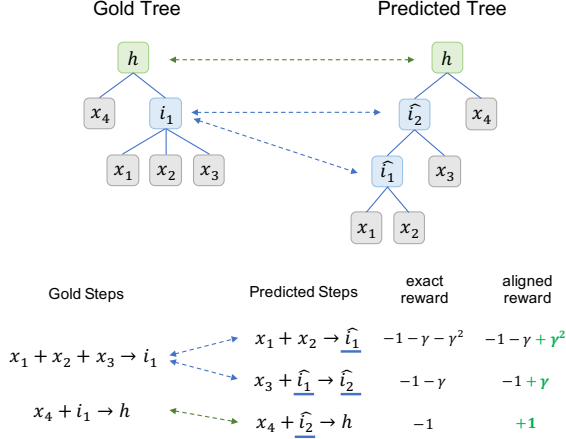 Gold Tree
Predicted Tree
h
h
x₄
i₁
î₂
x₄
x₁
x₂
x₃
î₁
x₃
x₁
x₂
Gold Steps
Predicted Steps
exact reward
aligned reward
x₁ + x₂ + x₃ → i₁
x₁ + x₂ → î₁
−1 − γ − γ²
−1 − γ + γ²
x₃ + î₁ → î₂
−1 − γ
−1 + γ
x₄ + i₁ → h
x₄ + î₂ → h
−1
+1